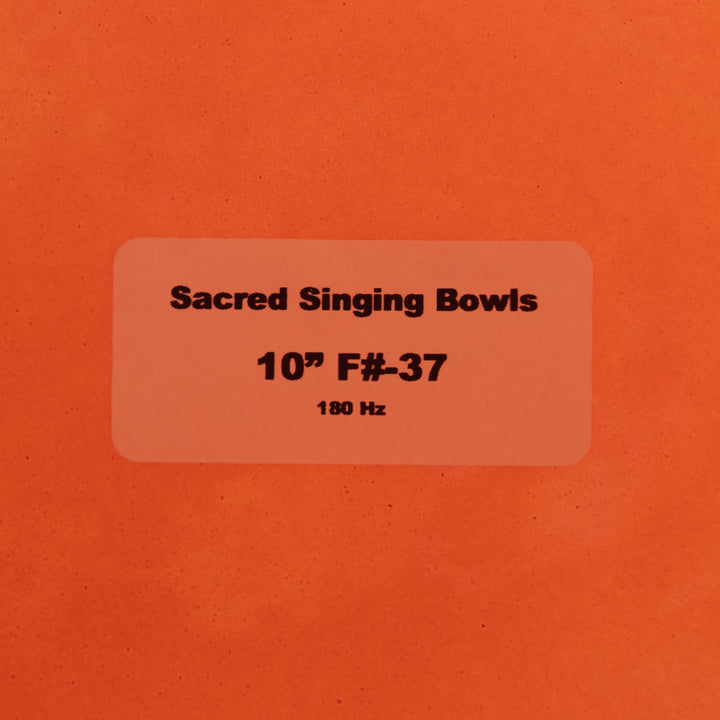 Sacred Singing Bowls
10” F#-37
180 Hz